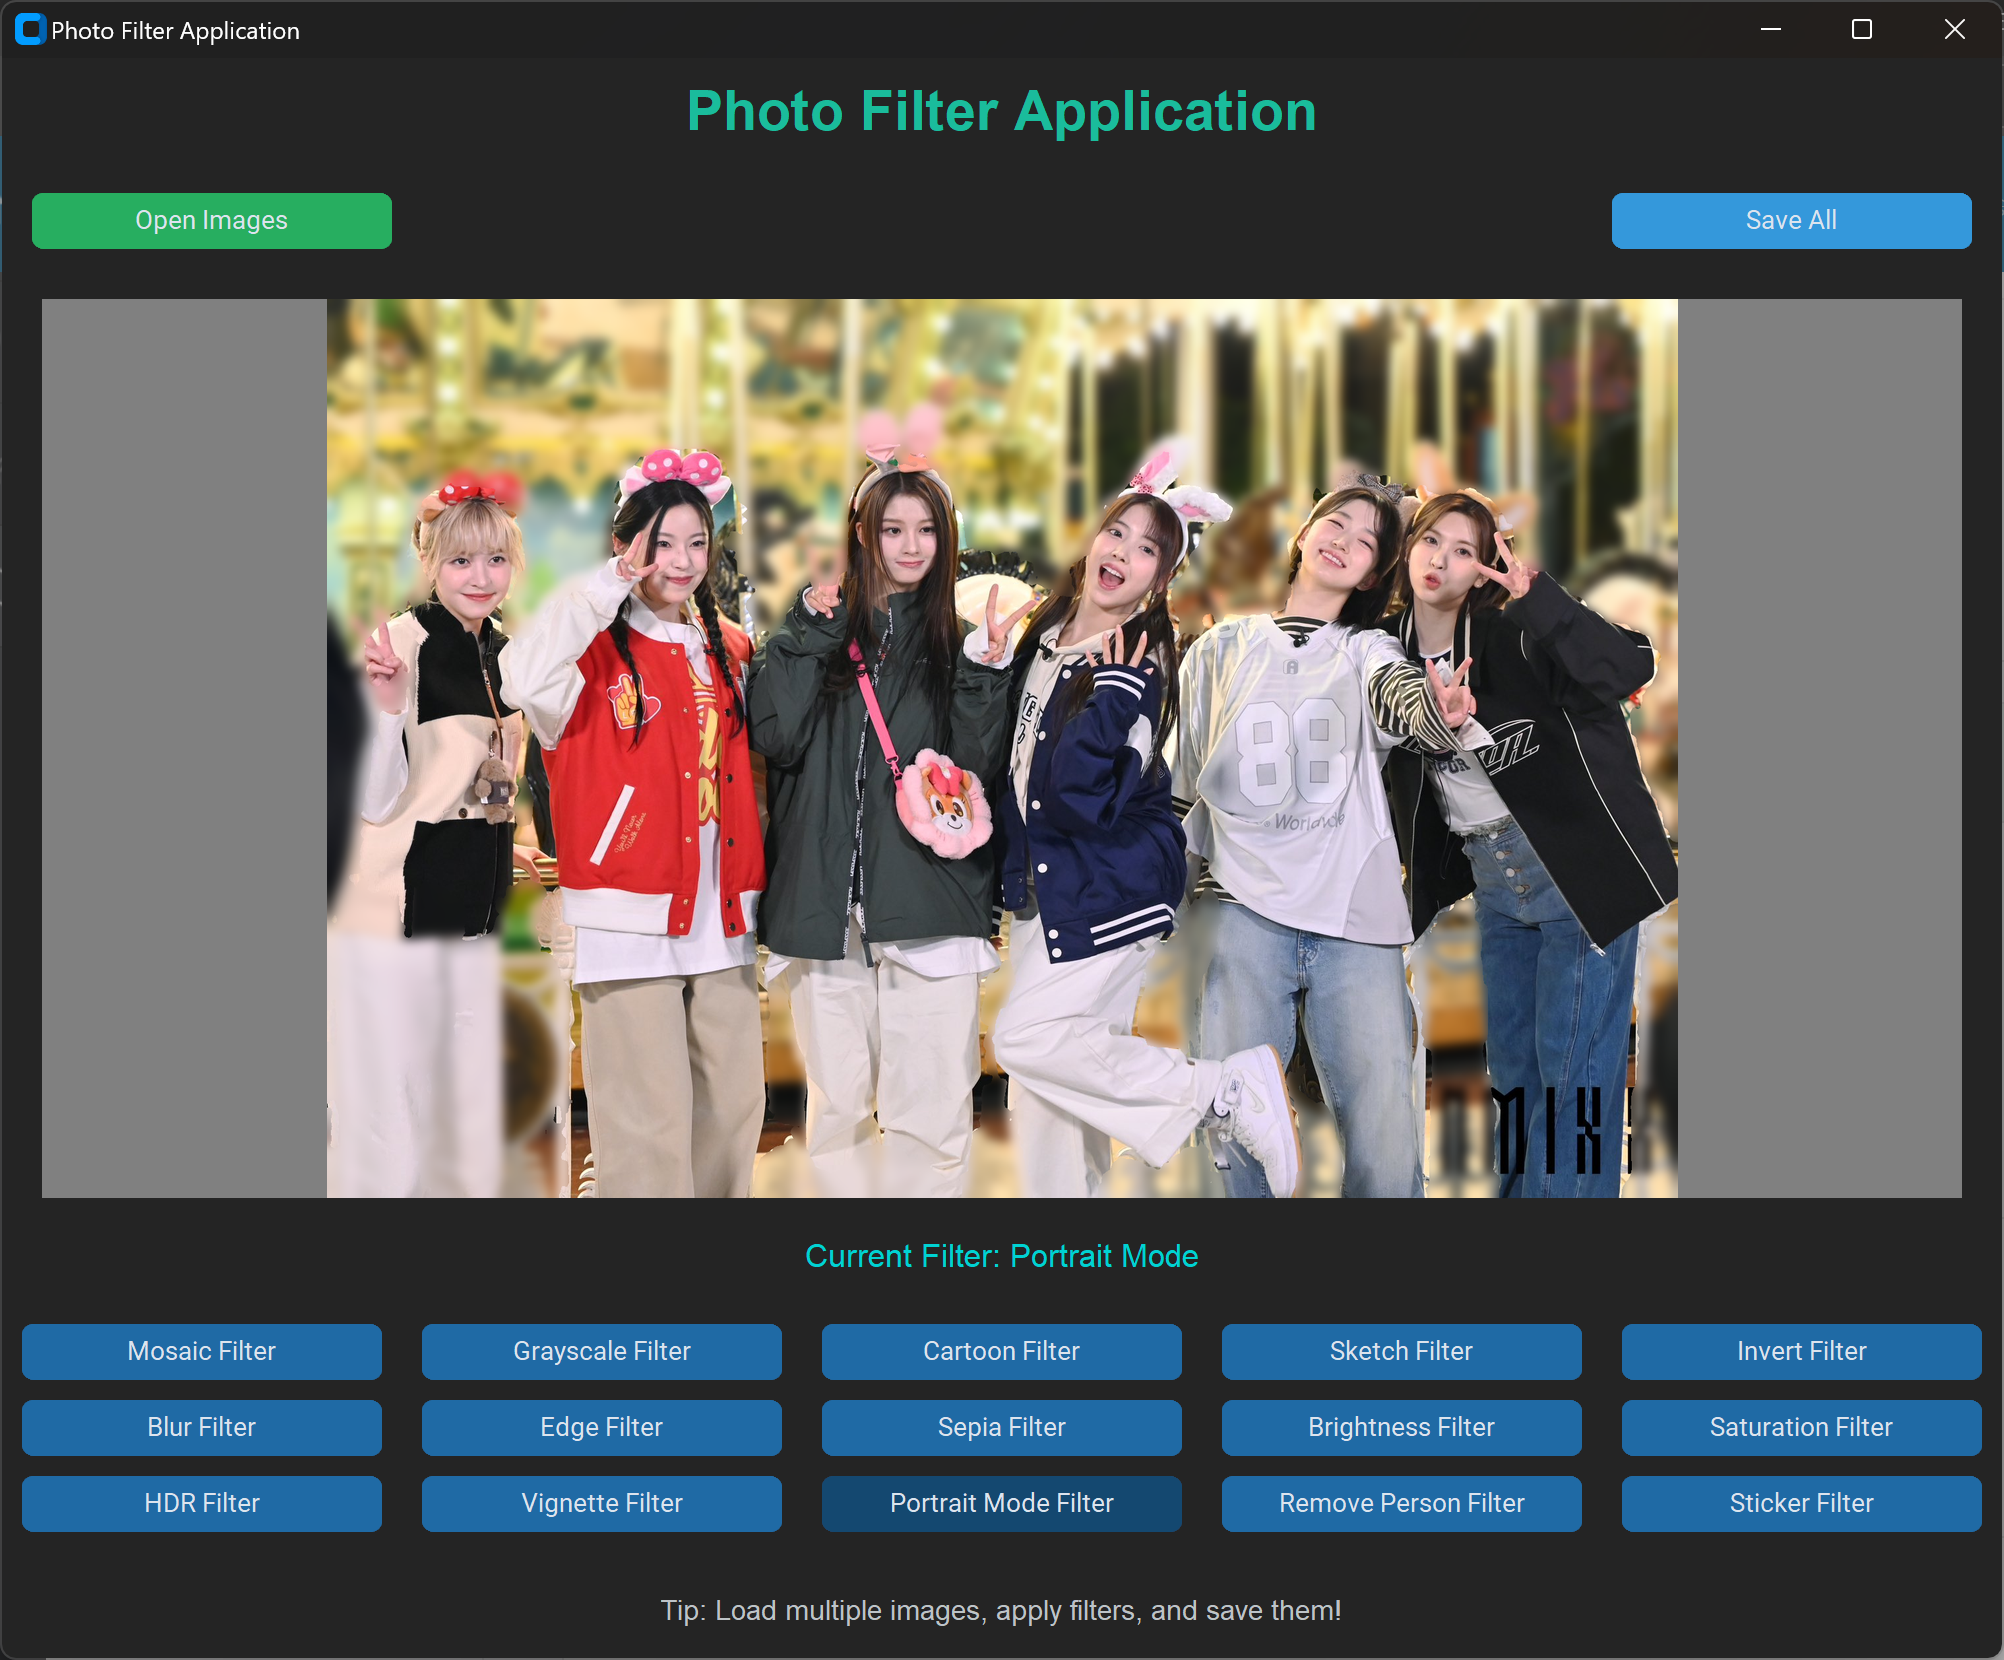 Photo Filter Application
Photo Filter Application
Open Images
Save All
88
Worldwide
MIX
Current Filter: Portrait Mode
Mosaic Filter
Grayscale Filter
Cartoon Filter
Sketch Filter
Invert Filter
Blur Filter
Edge Filter
Sepia Filter
Brightness Filter
Saturation Filter
HDR Filter
Vignette Filter
Portrait Mode Filter
Remove Person Filter
Sticker Filter
Tip: Load multiple images, apply filters, and save them!